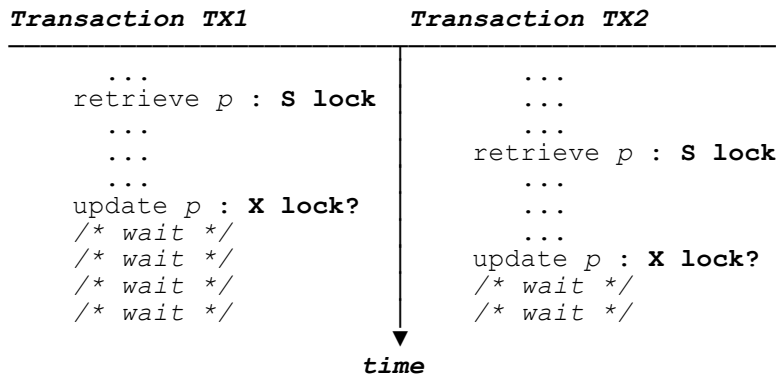 Transaction TX1 Transaction TX2
... ...
retrieve p : S lock ...
... ...
... retrieve p : S lock
... ...
update p : X lock? ...
/* wait */ ...
/* wait */ update p : X lock?
/* wait */ /* wait */
/* wait */ /* wait */
time